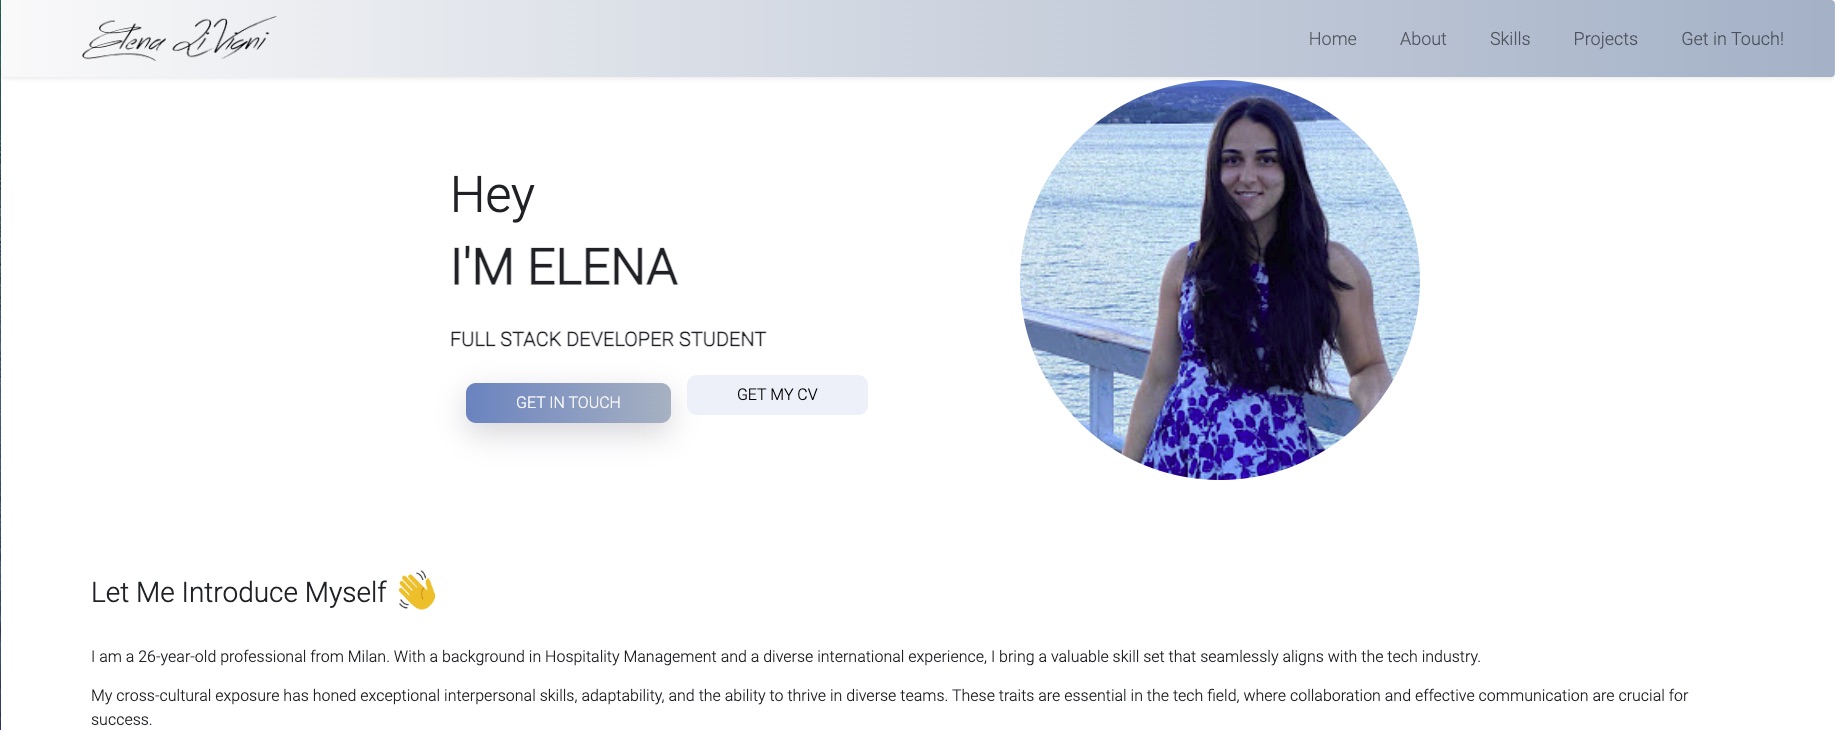 Elena Li Vigni
Home About Skills Projects Get in Touch!
Hey
I'M ELENA
FULL STACK DEVELOPER STUDENT
GET IN TOUCH GET MY CV
Let Me Introduce Myself 👋
I am a 26-year-old professional from Milan. With a background in Hospitality Management and a diverse international experience, I bring a valuable skill set that seamlessly aligns with the tech industry.
My cross-cultural exposure has honed exceptional interpersonal skills, adaptability, and the ability to thrive in diverse teams. These traits are essential in the tech field, where collaboration and effective communication are crucial for
success.